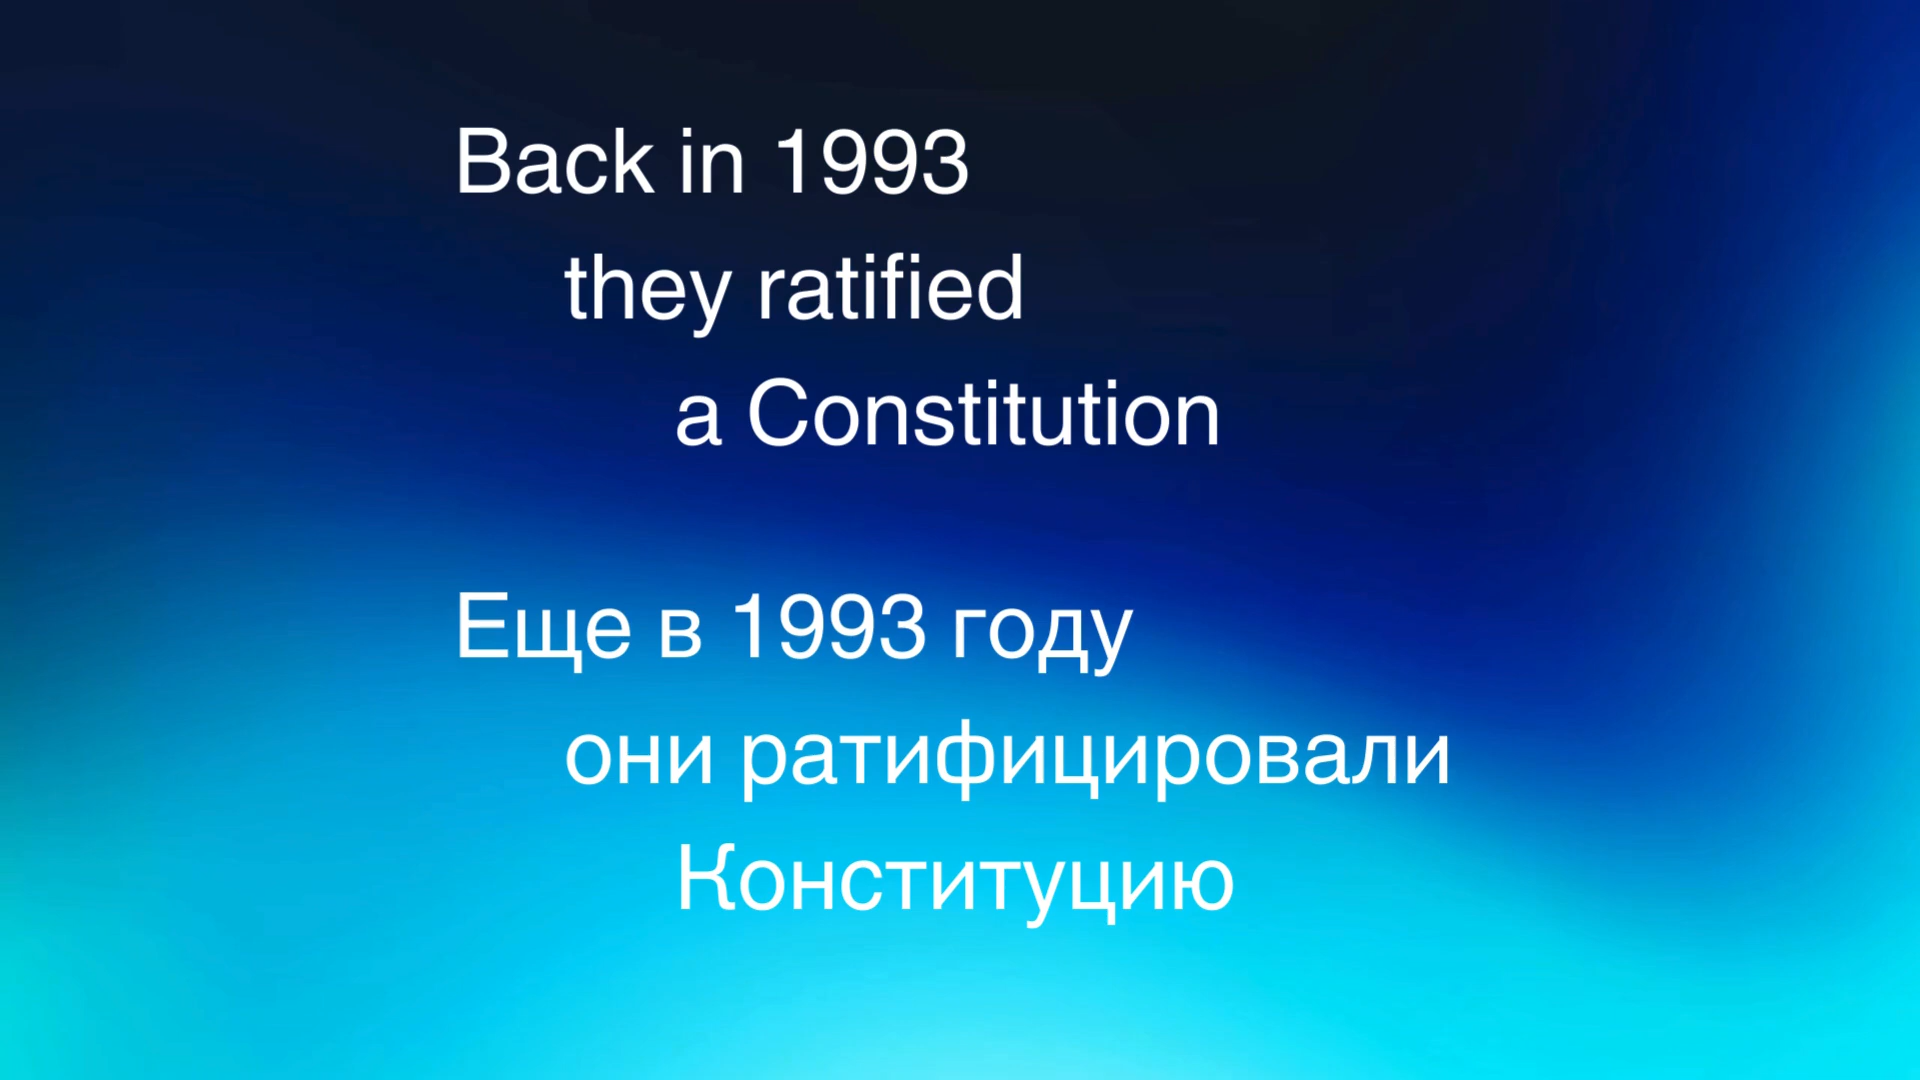 Back in 1993
they ratified
a Constitution
Еще в 1993 году
они ратифицировали
Конституцию